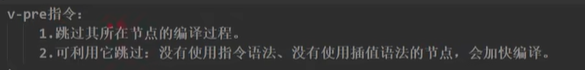 v-pre指令：
1.跳过其所在节点的编译过程。
2.可利用它跳过：没有使用指令语法、没有使用插值语法的节点，会加快编译。